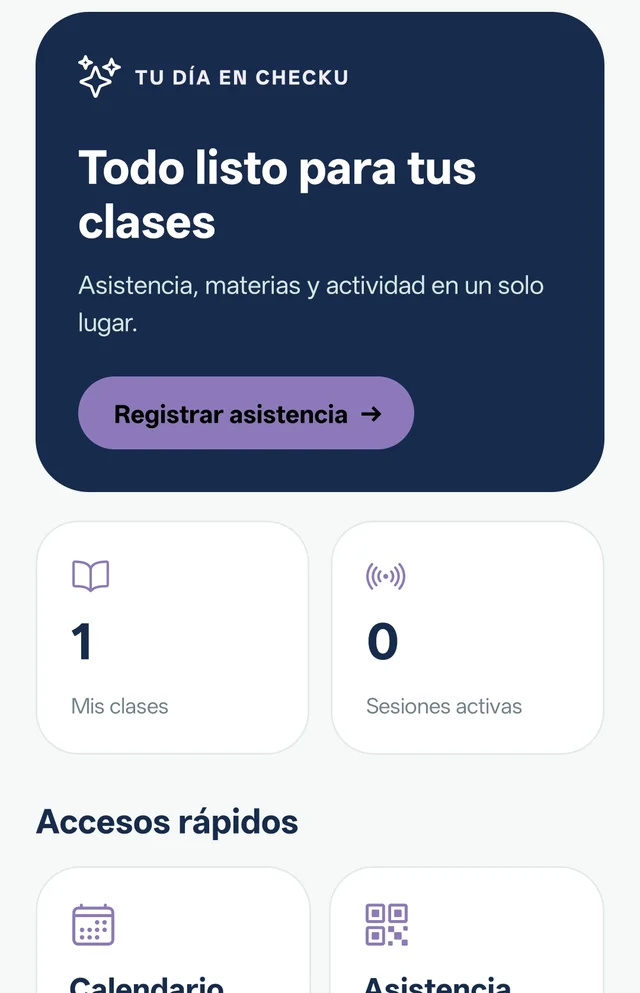 TU DÍA EN CHECKU
Todo listo para tus
clases
Asistencia, materias y actividad en un solo
lugar.
Registrar asistencia →
1
0
Mis clases
Sesiones activas
Accesos rápidos
Calendario
Asistencia